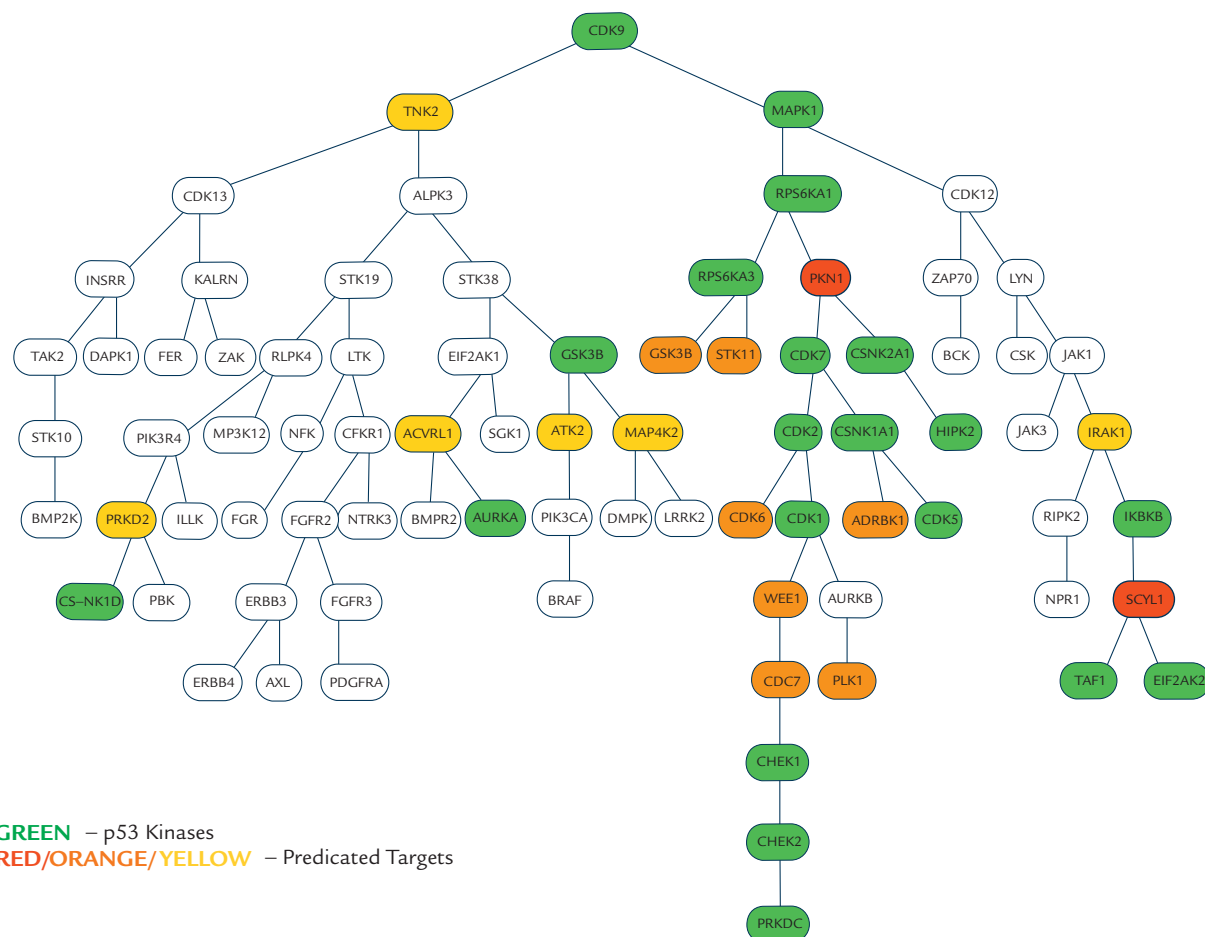 CDK9
TNK2
MAPK1
CDK13
ALPK3
RPS6KA1
CDK12
INSRR
KALRN
STK19
STK38
RPS6KA3
PKN1
ZAP70
LYN
TAK2
DAPK1
FER
ZAK
RLPK4
LTK
EIF2AK1
GSK3B
GSK3B
STK11
CDK7
CSNK2A1
BCK
CSK
JAK1
STK10
PIK3R4
MP3K12
NFK
CFKR1
ACVRL1
SGK1
ATK2
MAP4K2
CDK2
CSNK1A1
HIPK2
JAK3
IRAK1
BMP2K
PRKD2
ILLK
FGR
FGFR2
NTRK3
BMPR2
AURKA
PIK3CA
DMPK
LRRK2
CDK6
CDK1
ADRBK1
CDK5
RIPK2
IKBKB
CS–NK1D
PBK
ERBB3
FGFR3
BRAF
WEE1
AURKB
NPR1
SCYL1
ERBB4
AXL
PDGFRA
CDC7
PLK1
TAF1
EIF2AK2
CHEK1
GREEN – p53 Kinases
CHEK2
RED/ORANGE/YELLOW – Predicated Targets
PRKDC